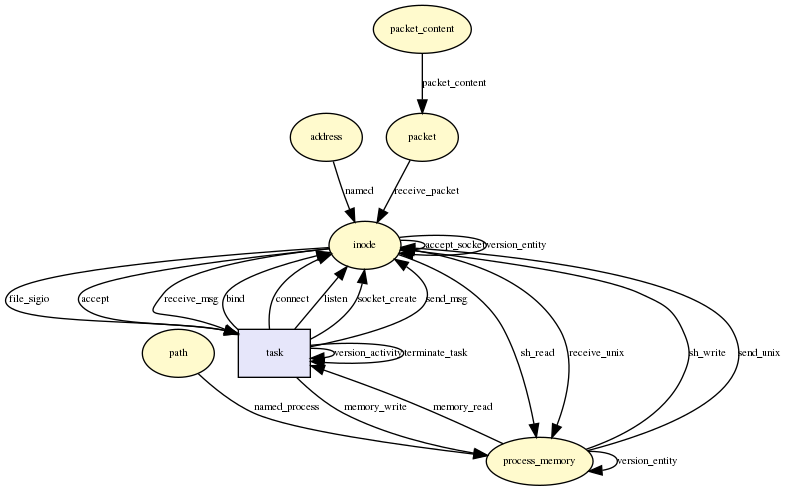 packet_content
packet_content
address
packet
named
receive_packet
inode
accept_socket
version_entity
file_sigio
accept
receive_msg
bind
connect
listen
socket_create
send_msg
path
task
version_activity
terminate_task
sh_read
receive_unix
sh_write
send_unix
named_process
memory_write
memory_read
process_memory
version_entity